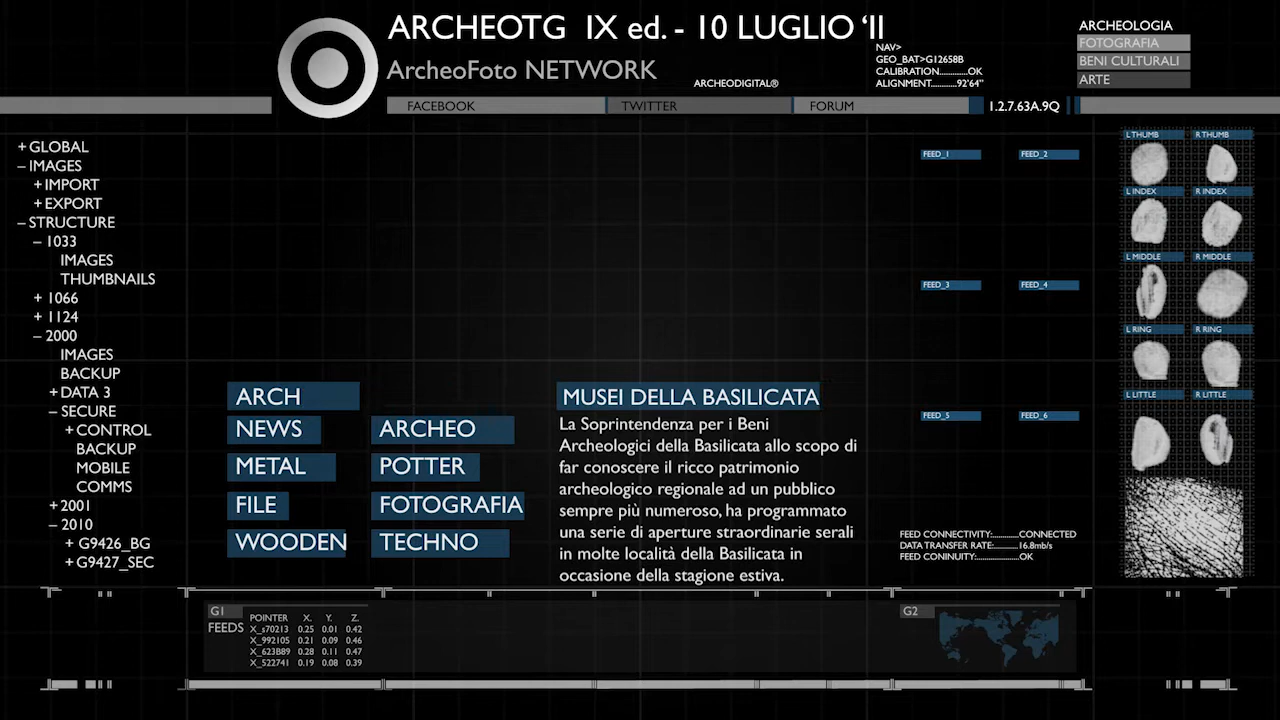 ARCHEOTG IX ed. - 10 LUGLIO ‘II
ArcheoFoto NETWORK
ARCHEODIGITAL®
NAV>
GEO_BAT>G12658B
CALIBRATION.............OK
ALIGNMENT.........92'64"
ARCHEOLOGIA
FOTOGRAFIA
BENI CULTURALI
ARTE
FACEBOOK
TWITTER
FORUM
1.2.7.63A.9Q
+ GLOBAL
– IMAGES
+ IMPORT
+ EXPORT
– STRUCTURE
– 1033
IMAGES
THUMBNAILS
+ 1066
+ 1124
– 2000
IMAGES
BACKUP
+ DATA 3
– SECURE
+ CONTROL
BACKUP
MOBILE
COMMS
+ 2001
– 2010
+ G9426_BG
+ G9427_SEC
ARCH
NEWS
METAL
FILE
WOODEN
ARCHEO
POTTER
FOTOGRAFIA
TECHNO
MUSEI DELLA BASILICATA
La Soprintendenza per i Beni
Archeologici della Basilicata allo scopo di
far conoscere il ricco patrimonio
archeologico regionale ad un pubblico
sempre più numeroso, ha programmato
una serie di aperture straordinarie serali
in molte località della Basilicata in
occasione della stagione estiva.
FEED_1
FEED_2
FEED_3
FEED_4
FEED_5
FEED_6
FEED CONNECTIVITY:............CONNECTED
DATA TRANSFER RATE:..........16.8mb/s
FEED CONINUITY:......................OK
L THUMB
R THUMB
L INDEX
R INDEX
L MIDDLE
R MIDDLE
L RING
R RING
L LITTLE
R LITTLE
G1
FEEDS
POINTER X. Y. Z.
X_s70213 0.25 0.01 0.42
X_992105 0.21 0.09 0.46
X_623B89 0.28 0.11 0.47
X_522741 0.19 0.08 0.39
G2